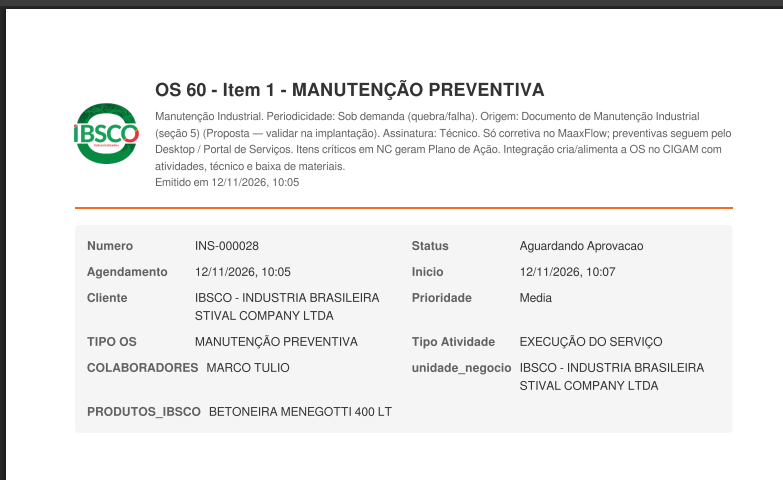 IBSCO
OS 60 - Item 1 - MANUTENÇÃO PREVENTIVA
Manutenção Industrial. Periodicidade: Sob demanda (quebra/falha). Origem: Documento de Manutenção Industrial
(seção 5) (Proposta — validar na implantação). Assinatura: Técnico. Só corretiva no MaaxFlow; preventivas seguem pelo
Desktop / Portal de Serviços. Itens críticos em NC geram Plano de Ação. Integração cria/alimenta a OS no CIGAM com
atividades, técnico e baixa de materiais.
Emitido em 12/11/2026, 10:05
Numero INS-000028 Status Aguardando Aprovacao
Agendamento 12/11/2026, 10:05 Inicio 12/11/2026, 10:07
Cliente IBSCO - INDUSTRIA BRASILEIRA Prioridade Media
STIVAL COMPANY LTDA
TIPO OS MANUTENÇÃO PREVENTIVA Tipo Atividade EXECUÇÃO DO SERVIÇO
COLABORADORES MARCO TULIO unidade_negocio IBSCO - INDUSTRIA BRASILEIRA
STIVAL COMPANY LTDA
PRODUTOS_IBSCO BETONEIRA MENEGOTTI 400 LT